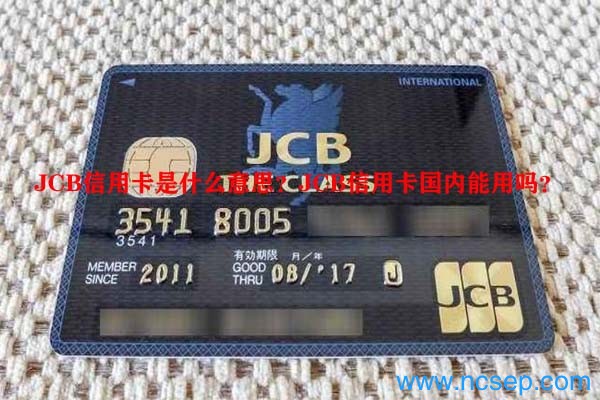 INTERNATIONAL
JCB
THE CLASS
JCB信用卡是什么意思？JCB信用卡国内能用吗？
3541 8005
3541
有効期限 月／年
MEMBER SINCE 2011 GOOD THRU 08/'17 J
JCB
www.ncsep.com